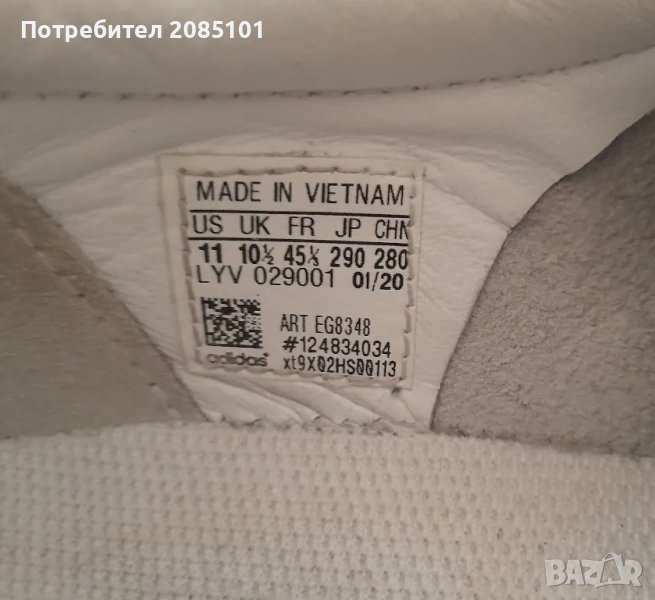 Потребител 2085101
MADE IN VIETNAM
US UK FR JP CHN
11 10½ 45⅓ 290 280
LYV 029001 01/20
ART EG8348
#124834034
adidas xt9X02HS00113
BAZAR